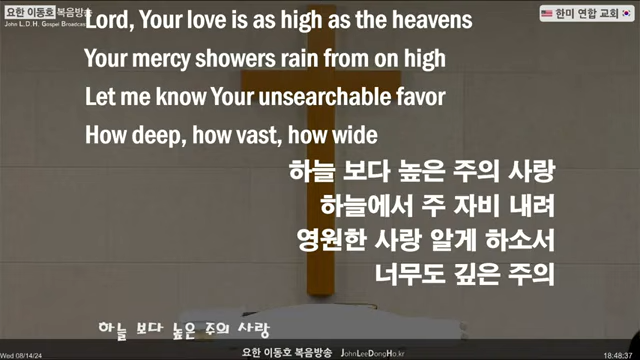 요한 이동호 복음방송
John L.D.H. Gospel Broadcast
한미 연합 교회
Lord, Your love is as high as the heavens
Your mercy showers rain from on high
Let me know Your unsearchable favor
How deep, how vast, how wide
하늘 보다 높은 주의 사랑
하늘에서 주 자비 내려
영원한 사랑 알게 하소서
너무도 깊은 주의
하늘 보다 높은 주의 사랑
Wed 08/14/24
요한 이동호 복음방송 JohnLeeDongHo.kr
18:48:37